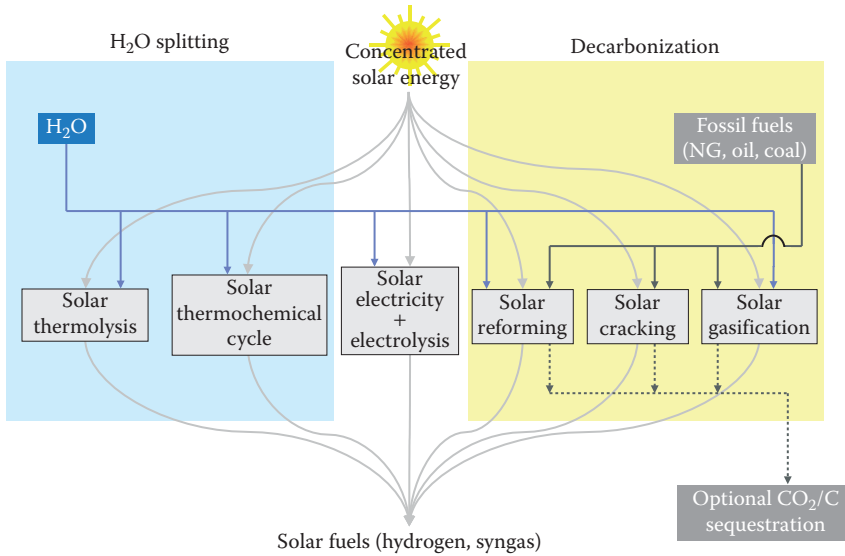 H₂O splitting
Concentrated
solar energy
Decarbonization
H₂O
Fossil fuels
(NG, oil, coal)
Solar
thermolysis
Solar
thermochemical
cycle
Solar
electricity
+
electrolysis
Solar
reforming
Solar
cracking
Solar
gasification
Optional CO₂/C
sequestration
Solar fuels (hydrogen, syngas)